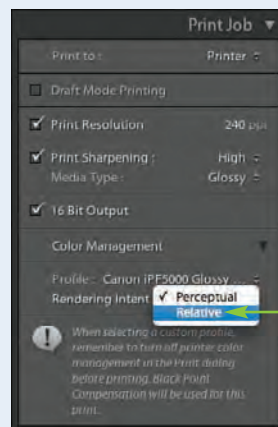 Print Job
Print to : Printer
Draft Mode Printing
Print Resolution 240 ppi
Print Sharpening : High
Media Type : Glossy
16 Bit Output
Color Management
Profile : Canon iPF5000 Glossy ...
Rendering Intent ✓ Perceptual
Relative
When selecting a custom profile,
remember to turn off printer color
management in the Print dialog
before printing. Black Point
Compensation will be used for this
print.